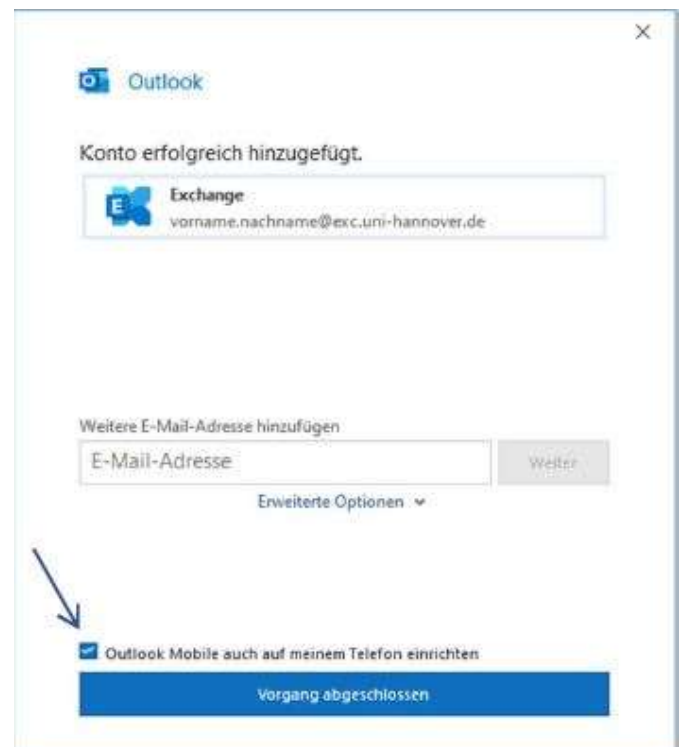 Outlook
Konto erfolgreich hinzugefügt.
Exchange
vorname.nachname@exc.uni-hannover.de
Weitere E-Mail-Adresse hinzufügen
E-Mail-Adresse
Weiter
Erweiterte Optionen
Outlook Mobile auch auf meinem Telefon einrichten
Vorgang abgeschlossen